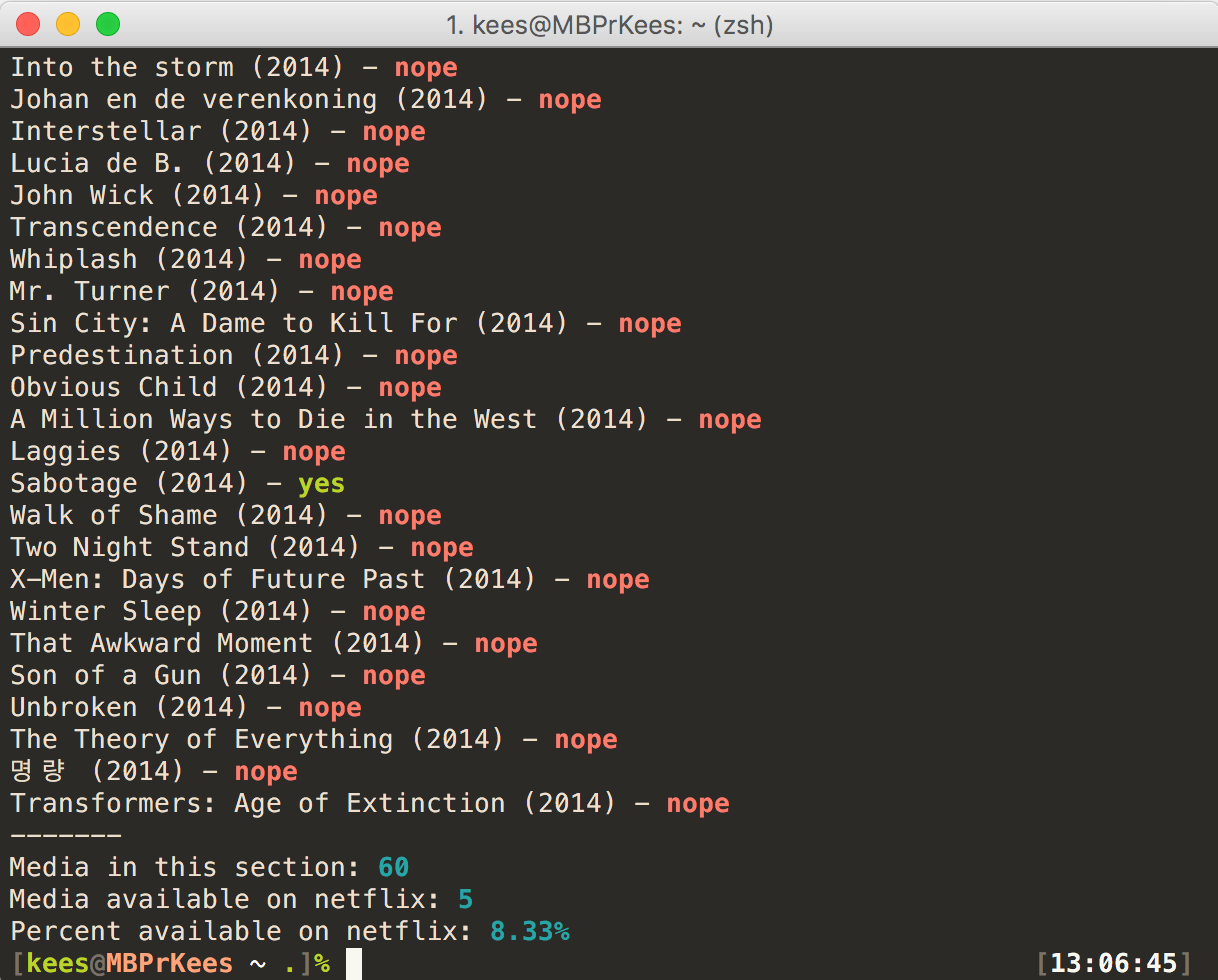 1. kees@MBPrKees: ~ (zsh)
Into the storm (2014) - nope
Johan en de verenkoning (2014) - nope
Interstellar (2014) - nope
Lucia de B. (2014) - nope
John Wick (2014) - nope
Transcendence (2014) - nope
Whiplash (2014) - nope
Mr. Turner (2014) - nope
Sin City: A Dame to Kill For (2014) - nope
Predestination (2014) - nope
Obvious Child (2014) - nope
A Million Ways to Die in the West (2014) - nope
Laggies (2014) - nope
Sabotage (2014) - yes
Walk of Shame (2014) - nope
Two Night Stand (2014) - nope
X-Men: Days of Future Past (2014) - nope
Winter Sleep (2014) - nope
That Awkward Moment (2014) - nope
Son of a Gun (2014) - nope
Unbroken (2014) - nope
The Theory of Everything (2014) - nope
명량 (2014) - nope
Transformers: Age of Extinction (2014) - nope
-------
Media in this section: 60
Media available on netflix: 5
Percent available on netflix: 8.33%
[kees@MBPrKees ~ .]% [13:06:45]